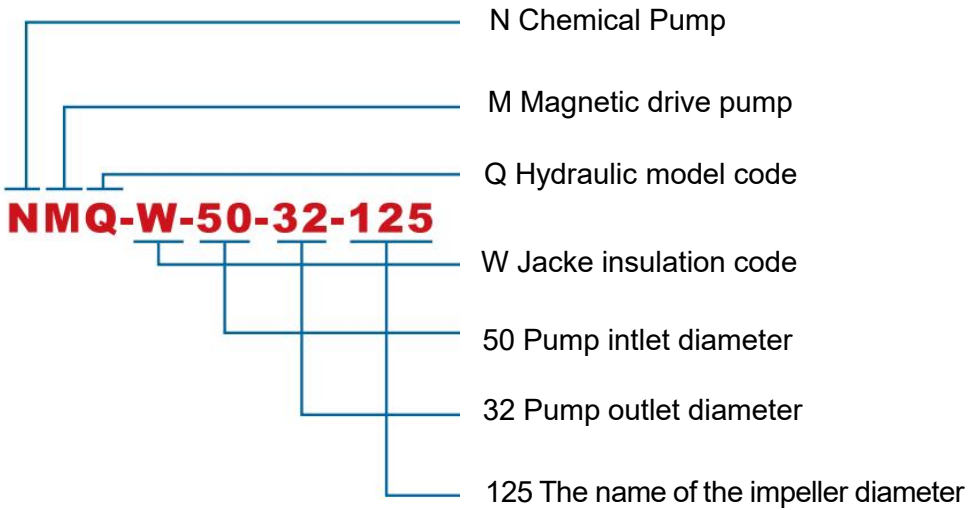 N Chemical Pump
M Magnetic drive pump
Q Hydraulic model code
NMQ-W-50-32-125
W Jacke insulation code
50 Pump intlet diameter
32 Pump outlet diameter
125 The name of the impeller diameter